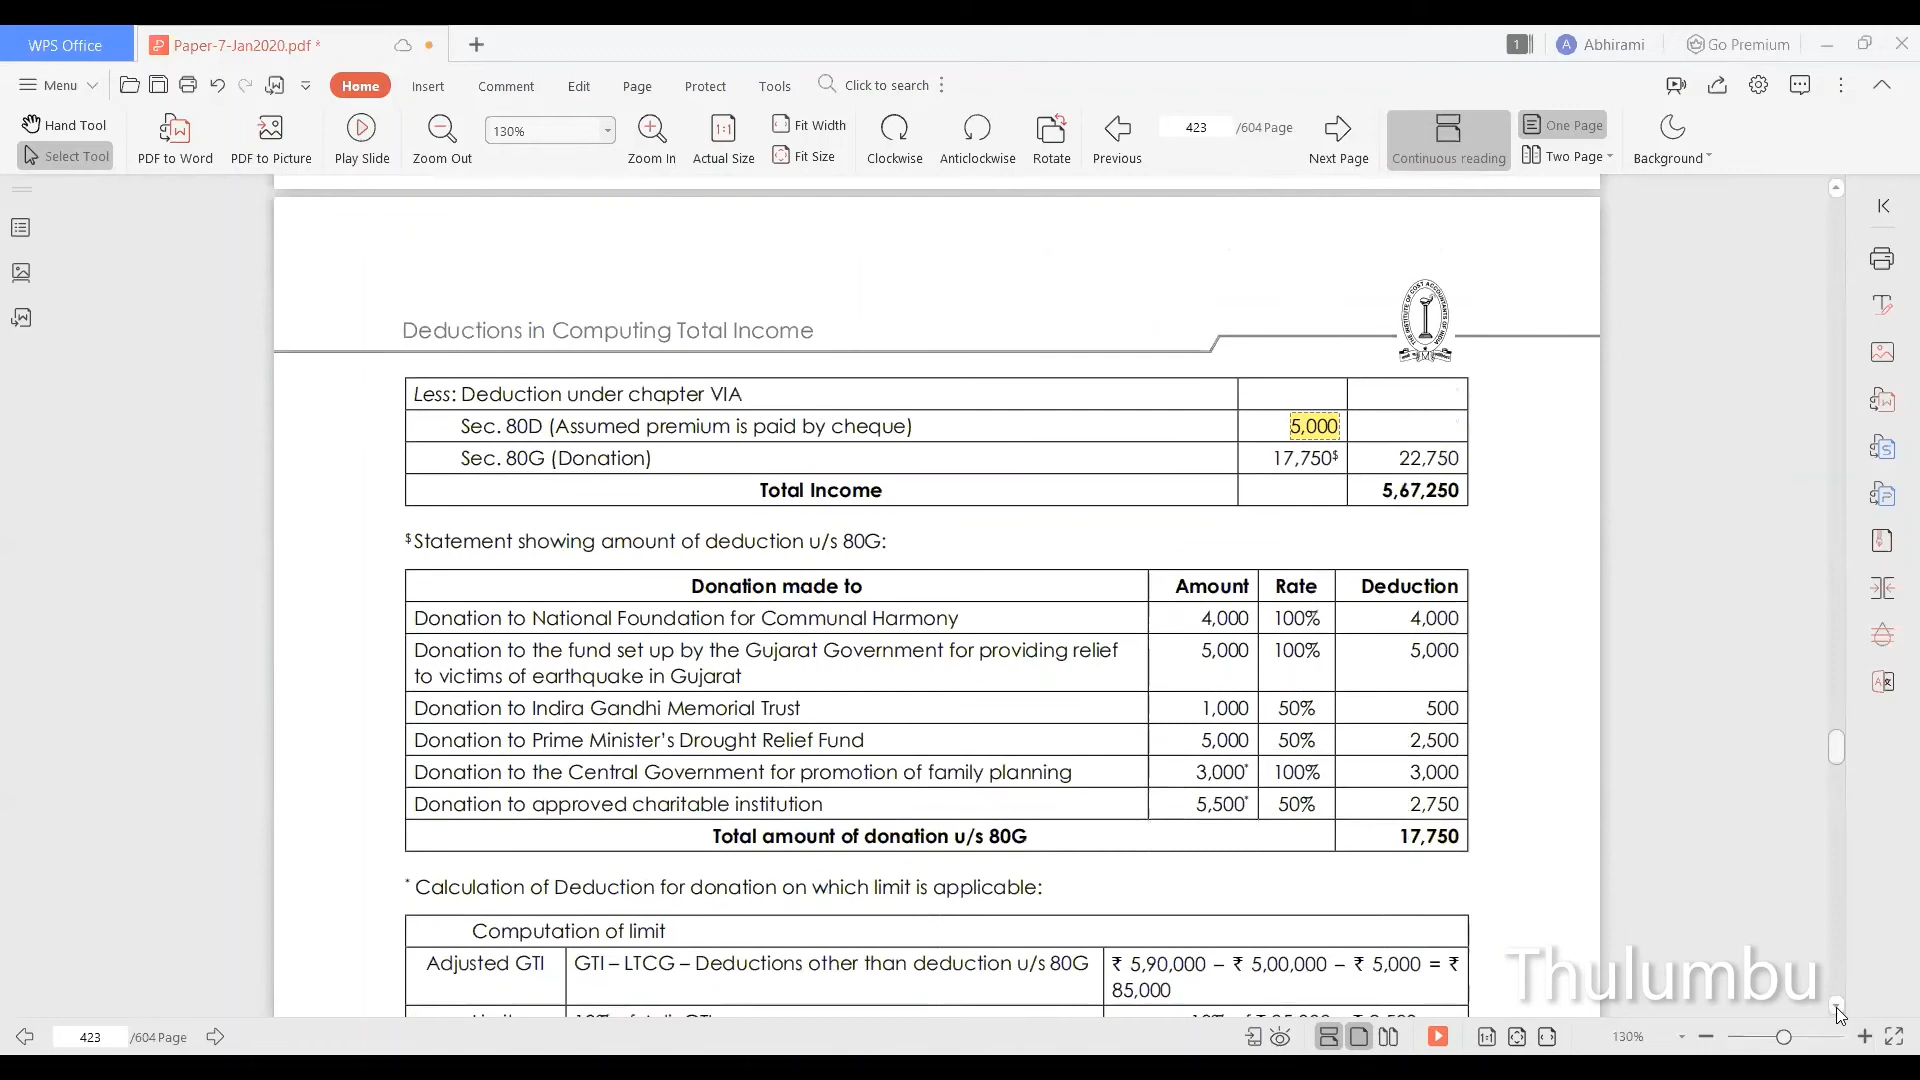 WPS Office
Paper-7-Jan2020.pdf *
1
A Abhirami
Go Premium
Menu
Home
Insert
Comment
Edit
Page
Protect
Tools
Click to search
Hand Tool
Select Tool
PDF to Word
PDF to Picture
Play Slide
Zoom Out
130%
Zoom In
1:1
Actual Size
Fit Width
Fit Size
Clockwise
Anticlockwise
Rotate
Previous
423 /604 Page
Next Page
Continuous reading
One Page
Two Page
Background
Deductions in Computing Total Income
THE INSTITUTE OF COST ACCOUNTANTS OF INDIA
Less: Deduction under chapter VIA
Sec. 80D (Assumed premium is paid by cheque) 5,000
Sec. 80G (Donation) 17,750$ 22,750
Total Income 5,67,250
$ Statement showing amount of deduction u/s 80G:
Donation made to Amount Rate Deduction
Donation to National Foundation for Communal Harmony 4,000 100% 4,000
Donation to the fund set up by the Gujarat Government for providing relief 5,000 100% 5,000
to victims of earthquake in Gujarat
Donation to Indira Gandhi Memorial Trust 1,000 50% 500
Donation to Prime Minister’s Drought Relief Fund 5,000 50% 2,500
Donation to the Central Government for promotion of family planning 3,000* 100% 3,000
Donation to approved charitable institution 5,500* 50% 2,750
Total amount of donation u/s 80G 17,750
* Calculation of Deduction for donation on which limit is applicable:
Computation of limit
Adjusted GTI GTI – LTCG – Deductions other than deduction u/s 80G ₹ 5,90,000 – ₹ 5,00,000 – ₹ 5,000 = ₹
85,000
Thulumbu
423 /604 Page
130%